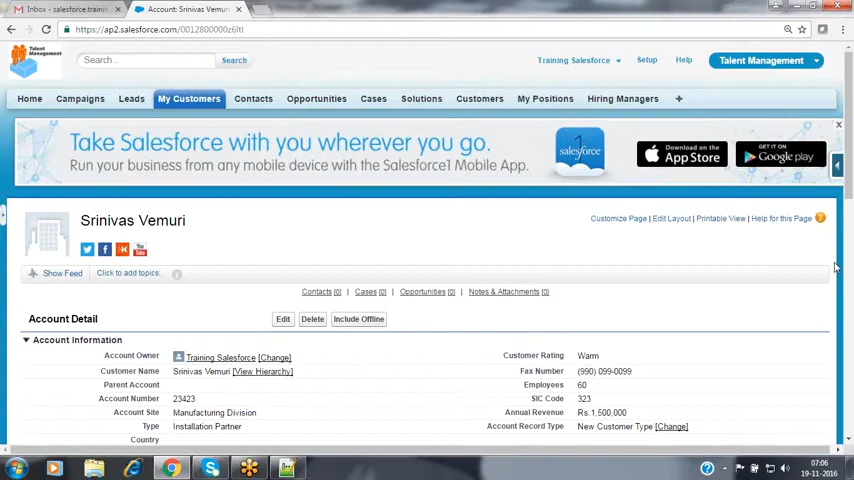 Inbox - salesforce.trainin
Account: Srinivas Vemuri
https://ap2.salesforce.com/0012800000z6ltl
Talent
Management
Search...
Search
Training Salesforce
Setup
Help
Talent Management
Home
Campaigns
Leads
My Customers
Contacts
Opportunities
Cases
Solutions
Customers
My Positions
Hiring Managers
+
Take Salesforce with you wherever you go.
Run your business from any mobile device with the Salesforce1 Mobile App.
salesforce
Download on the
App Store
GET IT ON
Google play
Srinivas Vemuri
Customize Page | Edit Layout | Printable View | Help for this Page
Show Feed
Click to add topics:
Contacts [0] | Cases [0] | Opportunities [0] | Notes & Attachments [0]
Account Detail
Edit
Delete
Include Offline
Account Information
Account Owner Training Salesforce [Change]
Customer Rating Warm
Customer Name Srinivas Vemuri [View Hierarchy]
Fax Number (990) 099-0099
Parent Account
Employees 60
Account Number 23423
SIC Code 323
Account Site Manufacturing Division
Annual Revenue Rs.1,500,000
Type Installation Partner
Account Record Type New Customer Type [Change]
Country
07:06
19-11-2016